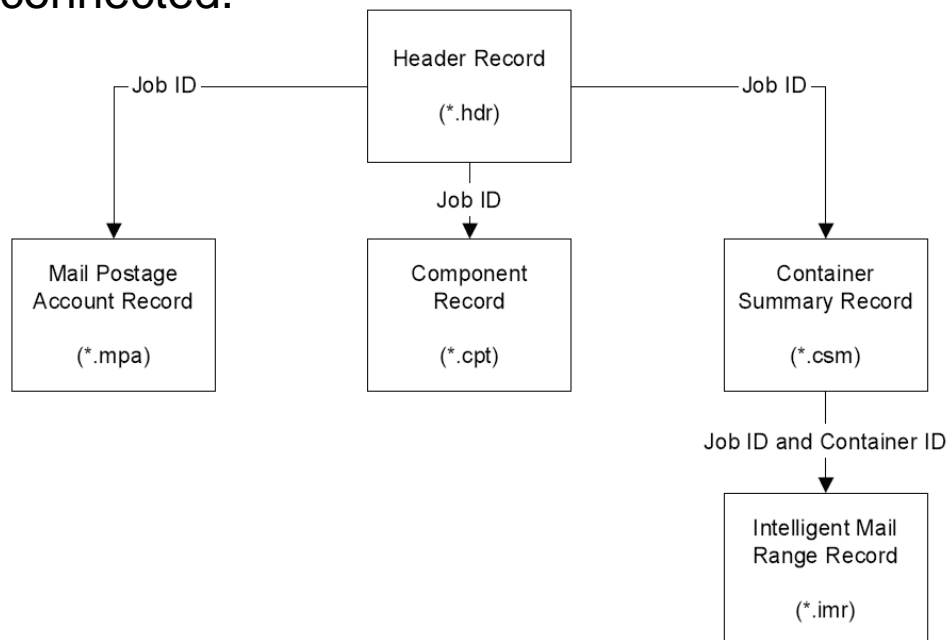 connected.
Header Record
(*.hdr)
Job ID
Job ID
Job ID
Mail Postage
Account Record
(*.mpa)
Component
Record
(*.cpt)
Container
Summary Record
(*.csm)
Job ID and Container ID
Intelligent Mail
Range Record
(*.imr)